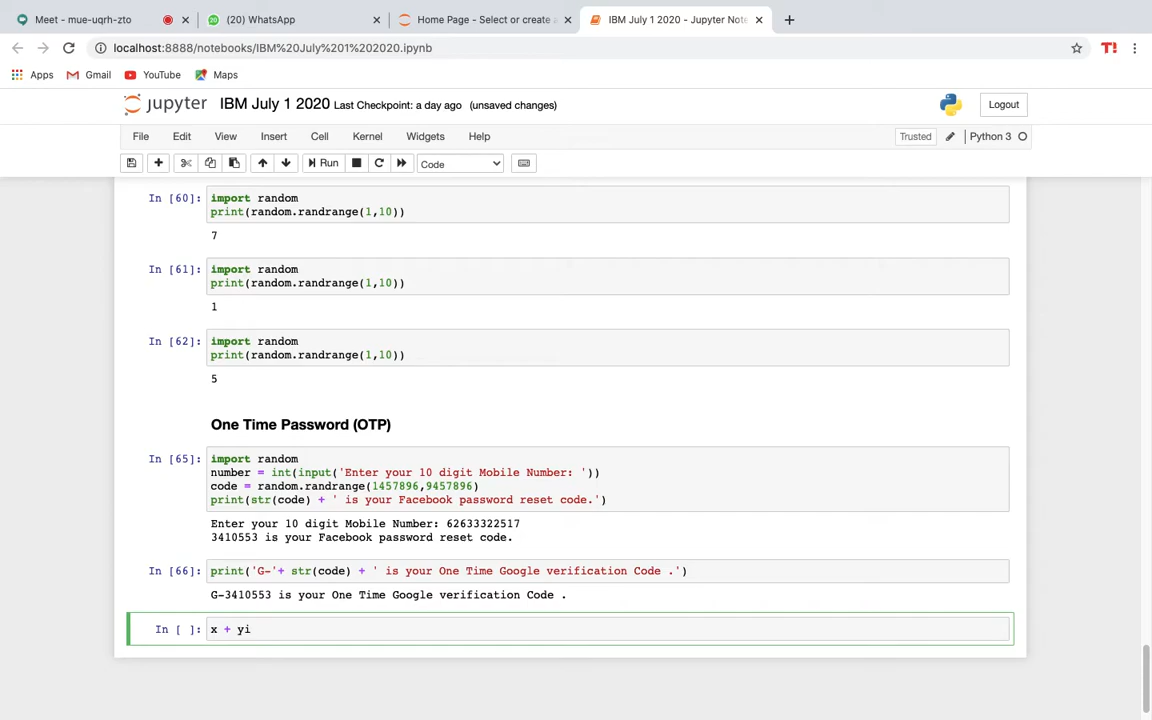 Meet - mue-uqrh-zto
(20) WhatsApp
Home Page - Select or create a
IBM July 1 2020 - Jupyter Note
localhost:8888/notebooks/IBM%20July%201%202020.ipynb
Apps Gmail YouTube Maps
jupyter IBM July 1 2020 Last Checkpoint: a day ago (unsaved changes) Logout
File Edit View Insert Cell Kernel Widgets Help Trusted Python 3
Run Code
In [60]: import random
print(random.randrange(1,10))
7
In [61]: import random
print(random.randrange(1,10))
1
In [62]: import random
print(random.randrange(1,10))
5
One Time Password (OTP)
In [65]: import random
number = int(input('Enter your 10 digit Mobile Number: '))
code = random.randrange(1457896,9457896)
print(str(code) + ' is your Facebook password reset code.')
Enter your 10 digit Mobile Number: 62633322517
3410553 is your Facebook password reset code.
In [66]: print('G-'+ str(code) + ' is your One Time Google verification Code .')
G-3410553 is your One Time Google verification Code .
In [ ]: x + yi